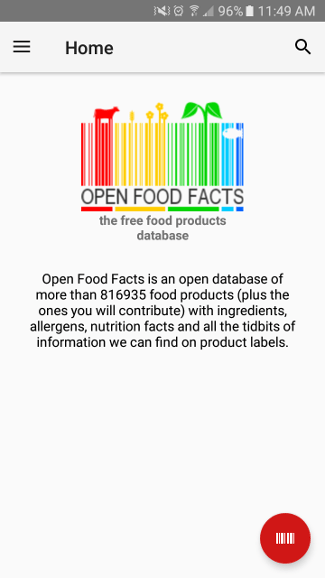 96% 11:49 AM
Home
OPEN FOOD FACTS
the free food products
database
Open Food Facts is an open database of
more than 816935 food products (plus the
ones you will contribute) with ingredients,
allergens, nutrition facts and all the tidbits of
information we can find on product labels.